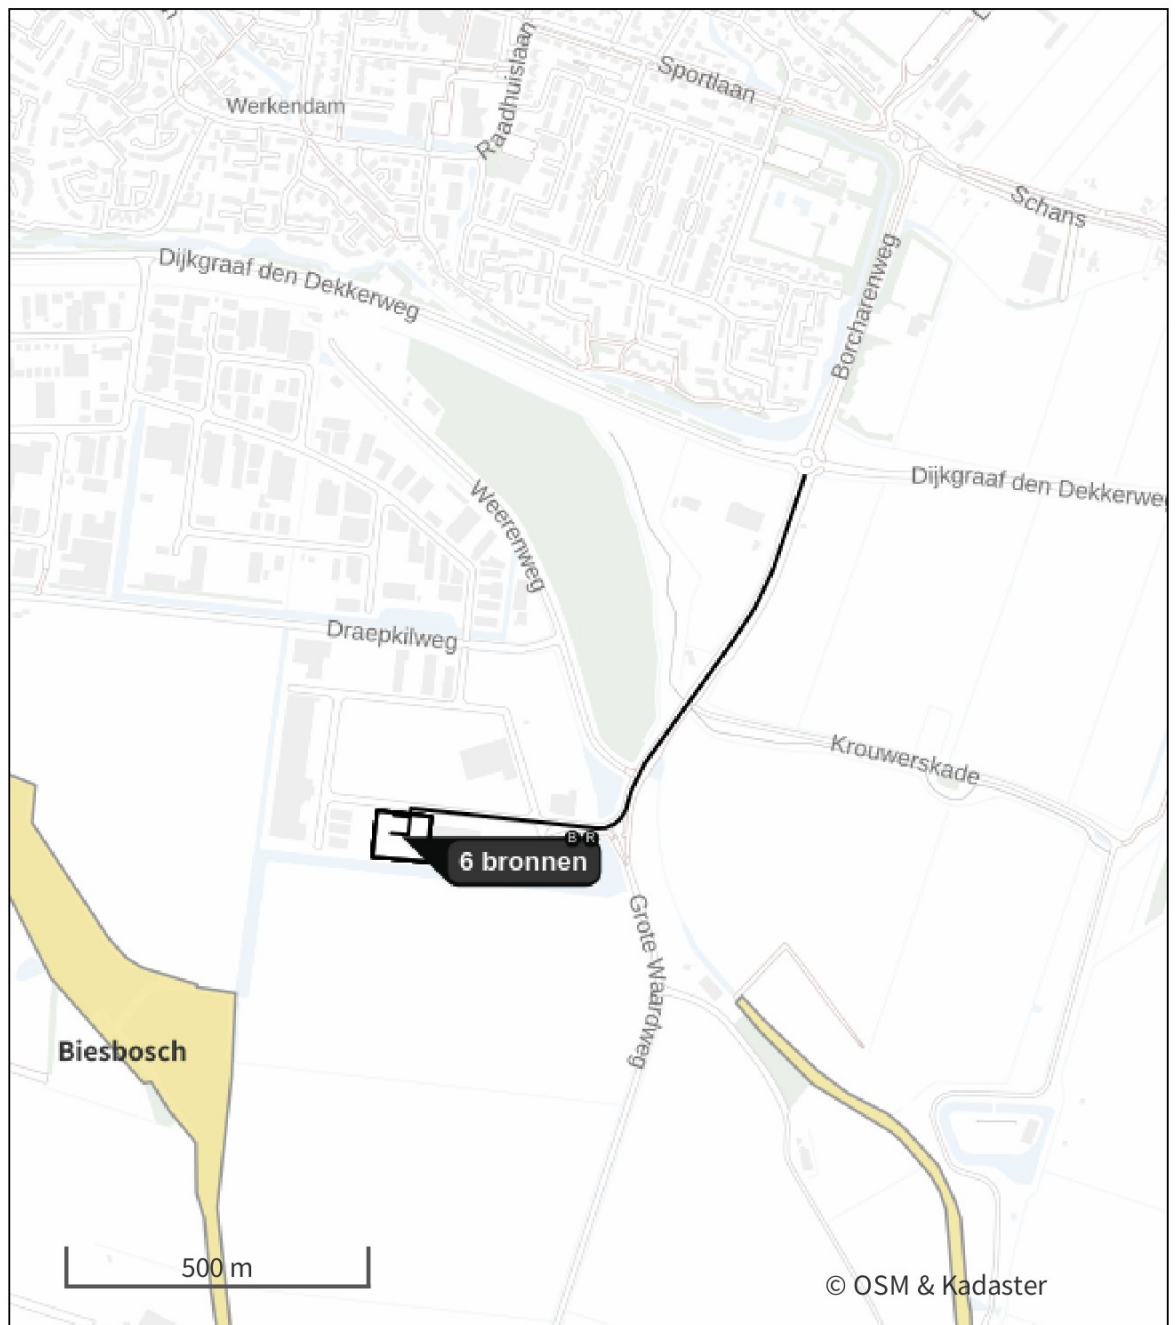 Sportlaan
Raadhuislaan
Werkendam
Schans
Dijkgraaf den Dekkerweg
Borcharenweg
Dijkgraaf den Dekkerweg
Weerenweg
Draepkilweg
Krouwerskade
B R
6 bronnen
Grote Waardweg
Biesbosch
500 m
© OSM & Kadaster